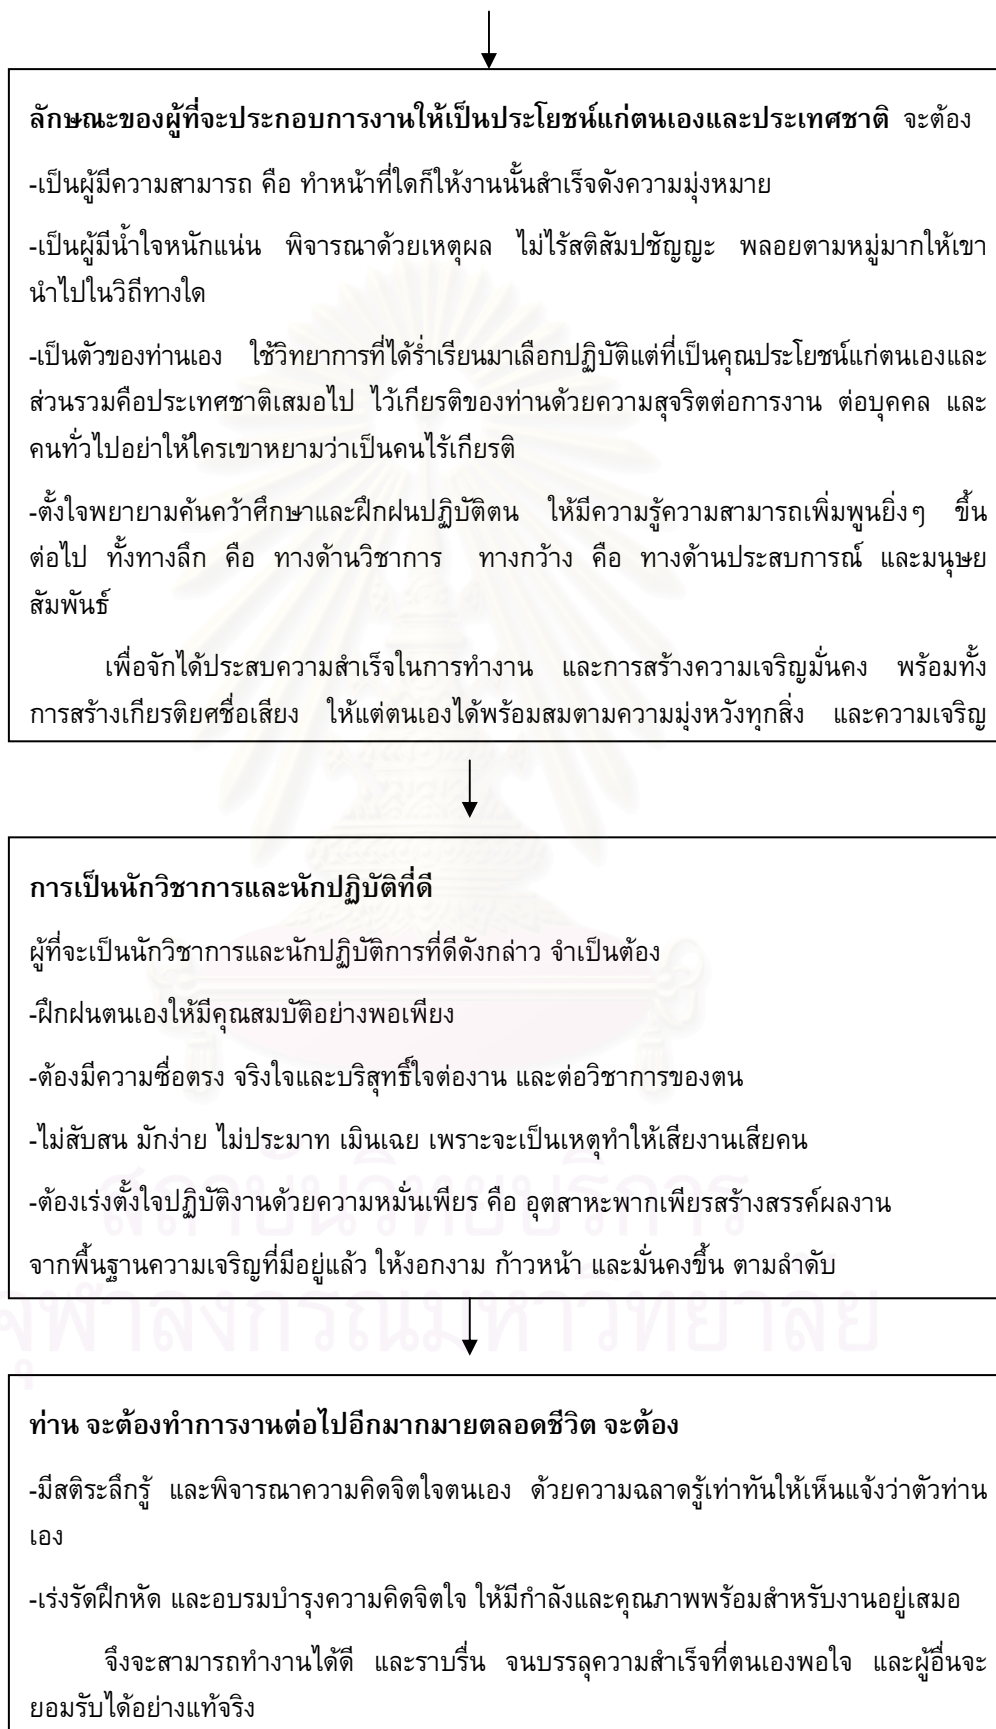 ลักษณะของผู้ที่จะประกอบการงานให้เป็นประโยชน์แก่ตนเองและประเทศชาติ จะต้อง
-เป็นผู้มีความสามารถ คือ ทำหน้าที่ใดก็ให้งานนั้นสำเร็จดังความมุ่งหมาย
-เป็นผู้มีน้ำใจหนักแน่น พิจารณาด้วยเหตุผล ไม่ไร้สติสัมปชัญญะ พลอยตามหมู่มากให้เขา
นำไปในวิถีทางใด
-เป็นตัวของท่านเอง ใช้วิทยาการที่ได้ร่ำเรียนมาเลือกปฏิบัติแต่ที่เป็นคุณประโยชน์แก่ตนเองและ
ส่วนรวมคือประเทศชาติเสมอไป ไว้เกียรติของท่านด้วยความสุจริตต่อการงาน ต่อบุคคล และ
คนทั่วไปอย่าให้ใครเขาหยามว่าเป็นคนไร้เกียรติ
-ตั้งใจพยายามค้นคว้าศึกษาและฝึกฝนปฏิบัติตน ให้มีความรู้ความสามารถเพิ่มพูนยิ่งๆ ขึ้น
ต่อไป ทั้งทางลึก คือ ทางด้านวิชาการ ทางกว้าง คือ ทางด้านประสบการณ์ และมนุษย
สัมพันธ์
เพื่อจักได้ประสบความสำเร็จในการทำงาน และการสร้างความเจริญมั่นคง พร้อมทั้ง
การสร้างเกียรติยศชื่อเสียง ให้แต่ตนเองได้พร้อมสมตามความมุ่งหวังทุกสิ่ง และความเจริญ
การเป็นนักวิชาการและนักปฏิบัติที่ดี
ผู้ที่จะเป็นนักวิชาการและนักปฏิบัติการที่ดีดังกล่าว จำเป็นต้อง
-ฝึกฝนตนเองให้มีคุณสมบัติอย่างพอเพียง
-ต้องมีความซื่อตรง จริงใจและบริสุทธิ์ใจต่องาน และต่อวิชาการของตน
-ไม่สับสน มักง่าย ไม่ประมาท เมินเฉย เพราะจะเป็นเหตุทำให้เสียงานเสียคน
-ต้องเร่งตั้งใจปฏิบัติงานด้วยความหมั่นเพียร คือ อุตสาหะพากเพียรสร้างสรรค์ผลงาน
จากพื้นฐานความเจริญที่มีอยู่แล้ว ให้งอกงาม ก้าวหน้า และมั่นคงขึ้น ตามลำดับ
สถาบันวิทยบริการ
จุฬาลงกรณ์มหาวิทยาลัย
ท่าน จะต้องทำการงานต่อไปอีกมากมายตลอดชีวิต จะต้อง
-มีสติระลึกรู้ และพิจารณาความคิดจิตใจตนเอง ด้วยความฉลาดรู้เท่าทันให้เห็นแจ้งว่าตัวท่าน
เอง
-เร่งรัดฝึกหัด และอบรมบำรุงความคิดจิตใจ ให้มีกำลังและคุณภาพพร้อมสำหรับงานอยู่เสมอ
จึงจะสามารถทำงานได้ดี และราบรื่น จนบรรลุความสำเร็จที่ตนเองพอใจ และผู้อื่นจะ
ยอมรับได้อย่างแท้จริง